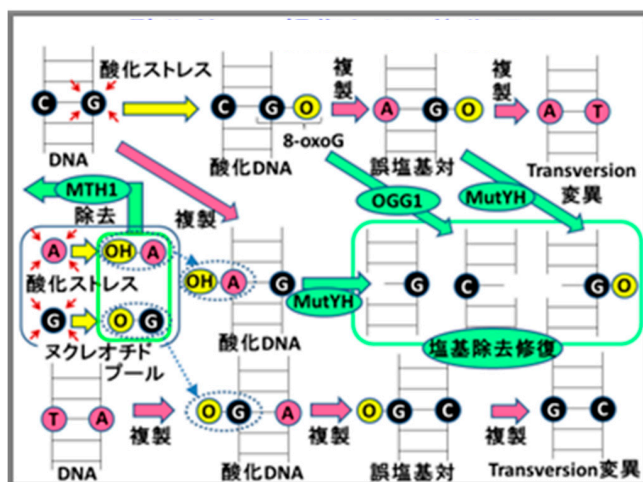 酸化ストレス
複製
複製
C G
C G O
A G O
A T
8-oxoG
DNA
酸化DNA
誤塩基対
Transversion
変異
MTH1
除去
複製
OGG1
MutYH
A OH A
酸化ストレス
OH A G
MutYH
G C G O
G O G
酸化DNA
塩基除去修復
ヌクレオチド
プール
T A
O G A
O G C
G C
複製
複製
複製
DNA
酸化DNA
誤塩基対
Transversion変異